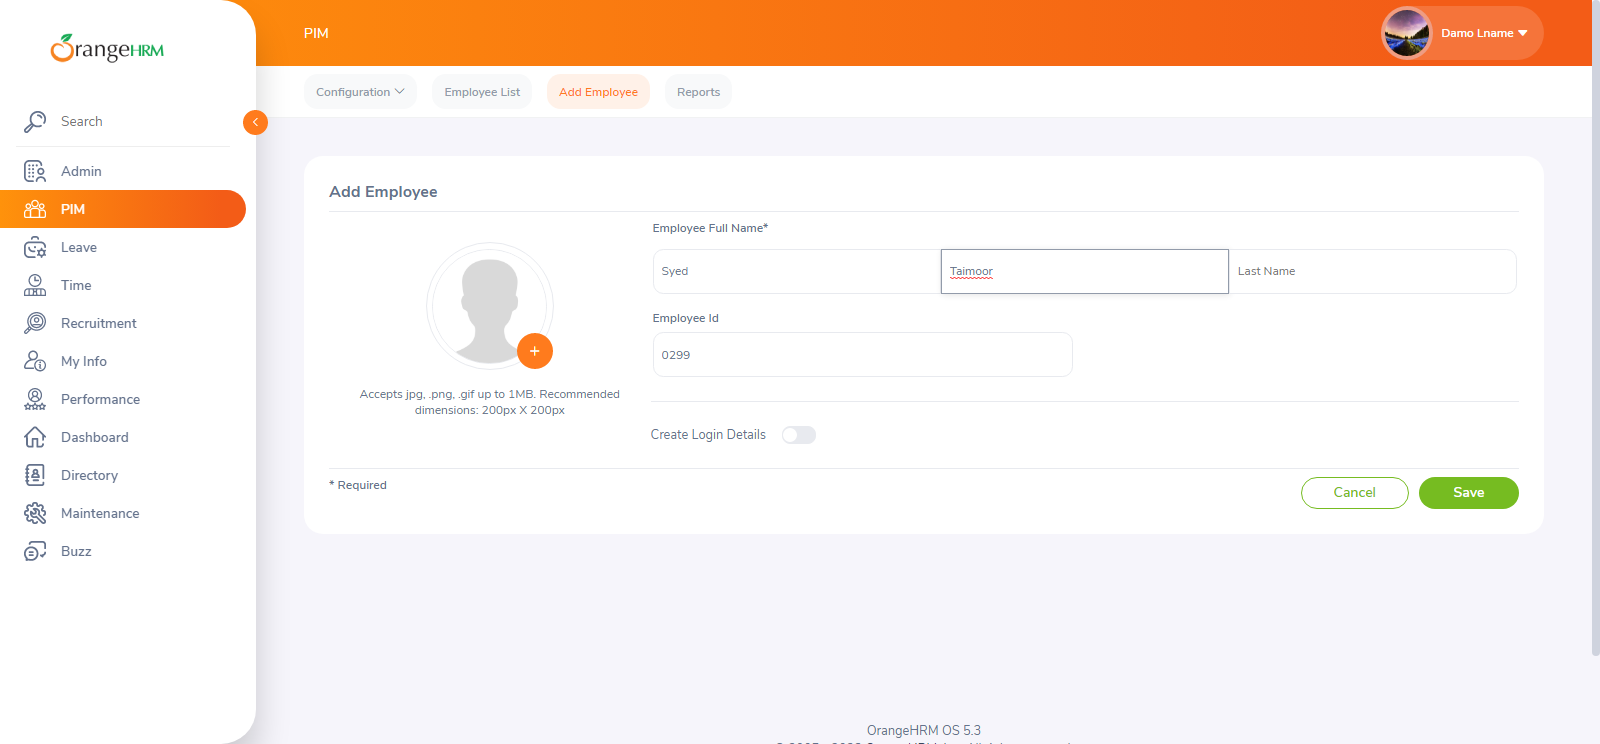 OrangeHRM
PIM
Damo Lname
Configuration
Employee List
Add Employee
Reports
Search
Admin
PIM
Leave
Time
Recruitment
My Info
Performance
Dashboard
Directory
Maintenance
Buzz
Add Employee
Employee Full Name*
Syed
Taimoor
Last Name
Employee Id
0299
+
Accepts jpg, .png, .gif up to 1MB. Recommended
dimensions: 200px X 200px
Create Login Details
* Required
Cancel
Save
OrangeHRM OS 5.3